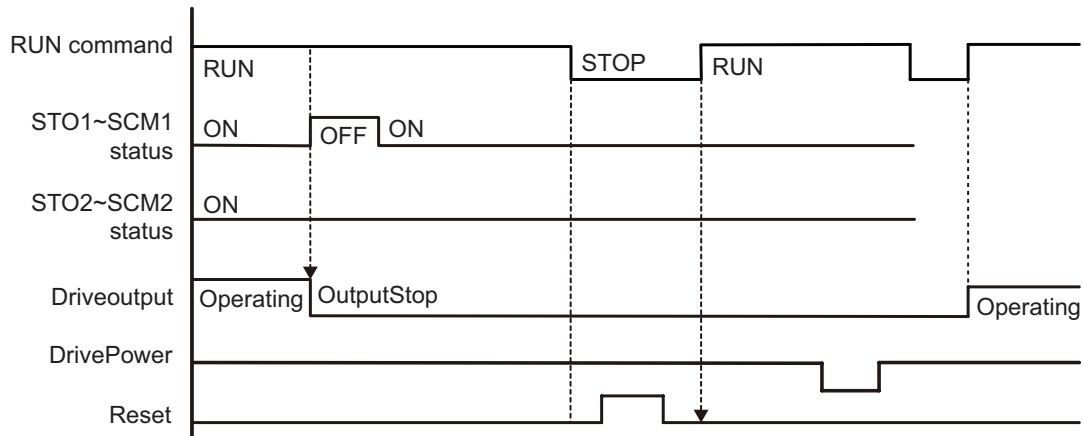 RUN command
RUN
STOP
RUN
STO1~SCM1
status
ON
OFF
ON
STO2~SCM2
status
ON
Driveoutput
Operating
OutputStop
Operating
DrivePower
Reset